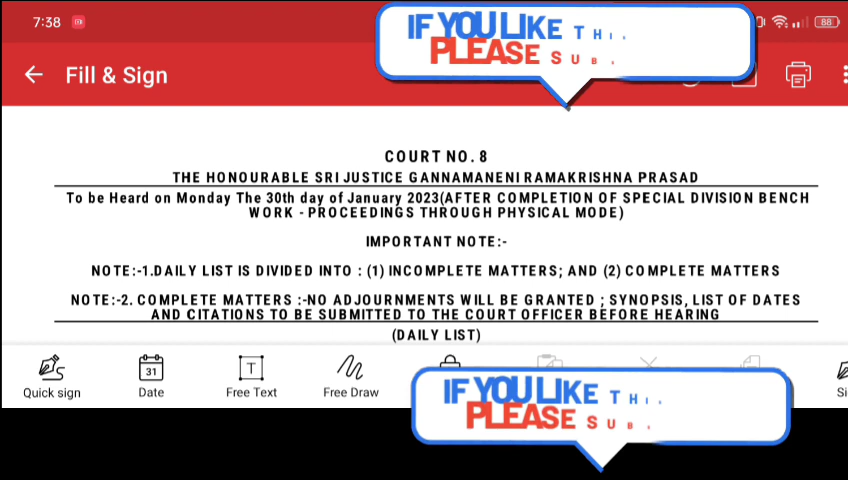 7:38
88
IF YOU LIKE THI.
PLEASE SUB.
Fill & Sign
COURT NO. 8
THE HONOURABLE SRI JUSTICE GANNAMANENI RAMAKRISHNA PRASAD
To be Heard on Monday The 30th day of January 2023(AFTER COMPLETION OF SPECIAL DIVISION BENCH
WORK - PROCEEDINGS THROUGH PHYSICAL MODE)
IMPORTANT NOTE:-
NOTE:-1.DAILY LIST IS DIVIDED INTO : (1) INCOMPLETE MATTERS; AND (2) COMPLETE MATTERS
NOTE:-2. COMPLETE MATTERS :-NO ADJOURNMENTS WILL BE GRANTED ; SYNOPSIS, LIST OF DATES
AND CITATIONS TO BE SUBMITTED TO THE COURT OFFICER BEFORE HEARING
(DAILY LIST)
31
T
Quick sign
Date
Free Text
Free Draw
Si
IF YOU LIKE THI.
PLEASE SUB.